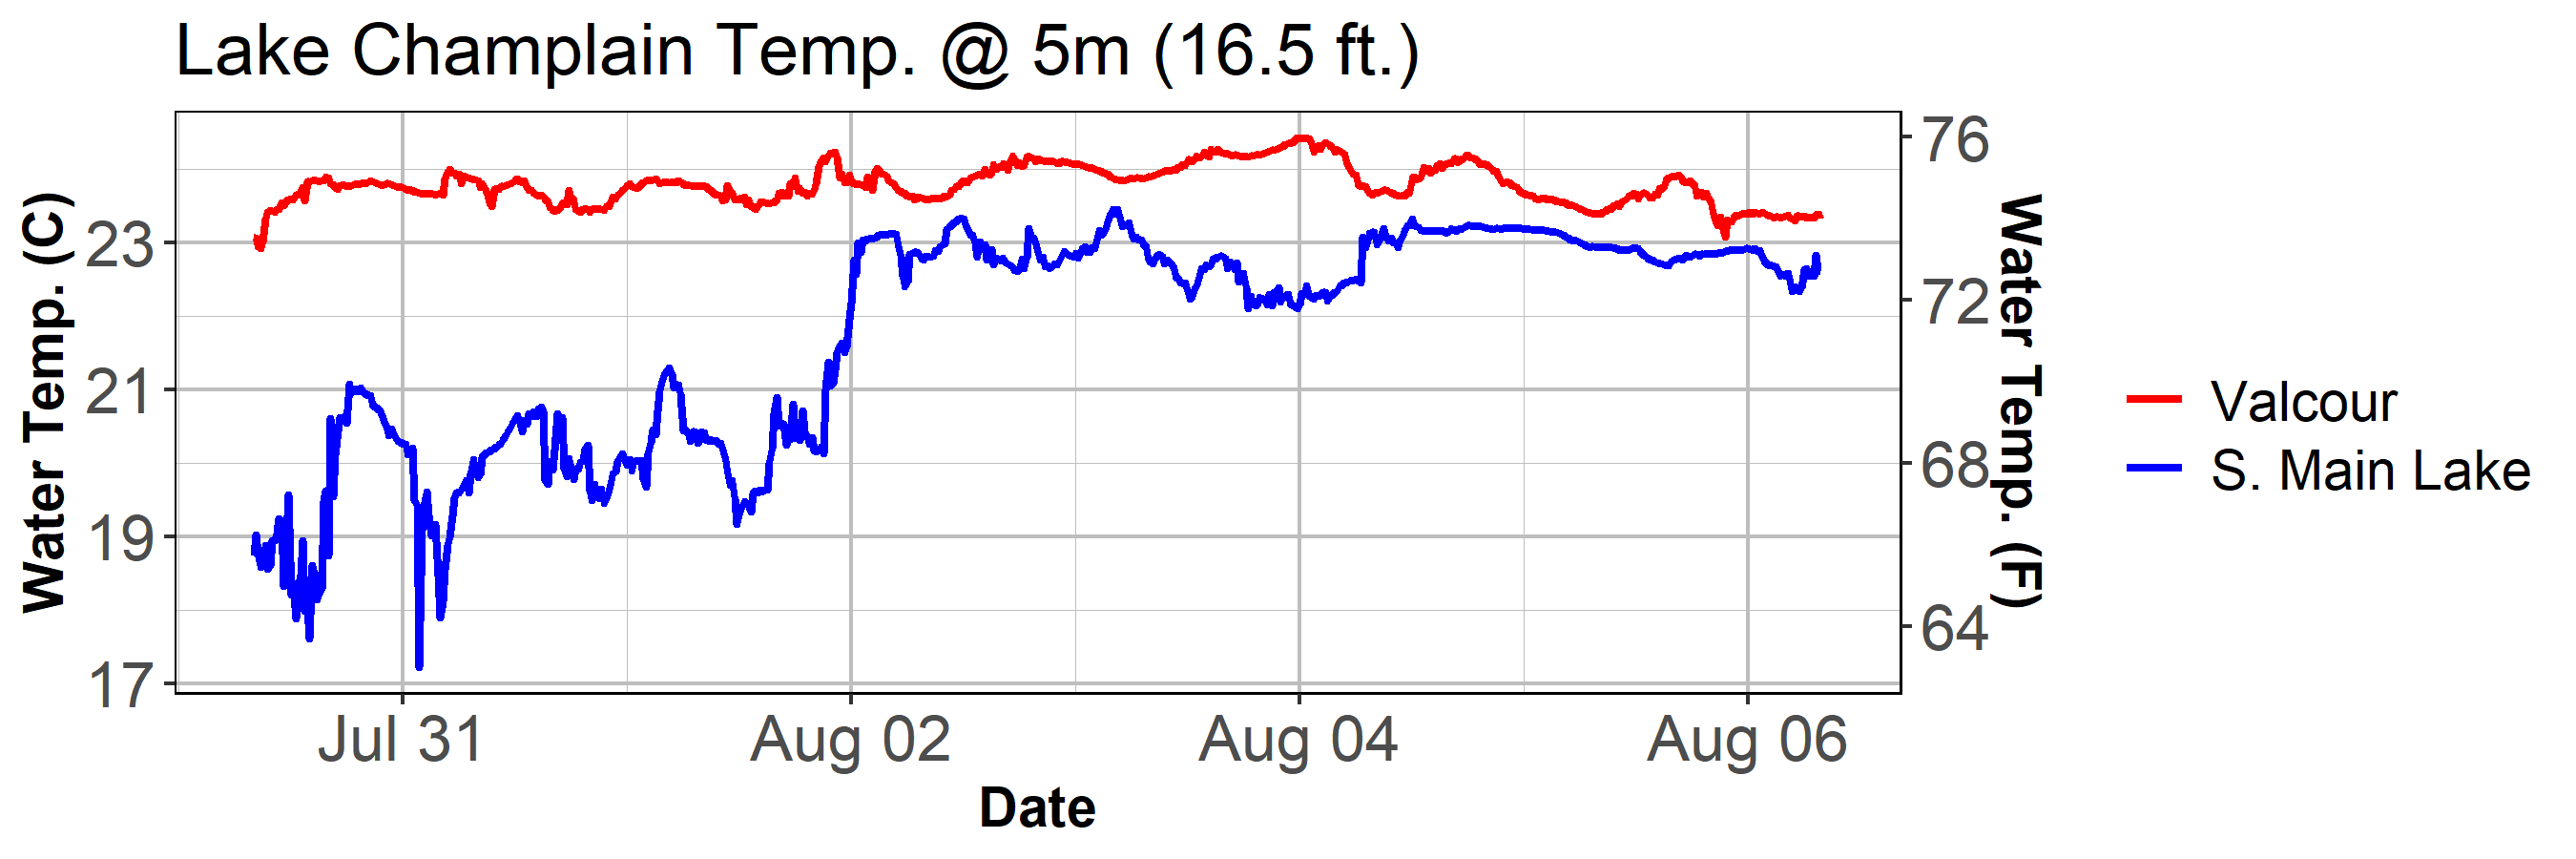 Lake Champlain Temp. @ 5m (16.5 ft.)
Water Temp. (C)
23
21
19
17
76
72
68
64
Water Temp. (F)
Jul 31 Aug 02 Aug 04 Aug 06
Date
Valcour
S. Main Lake